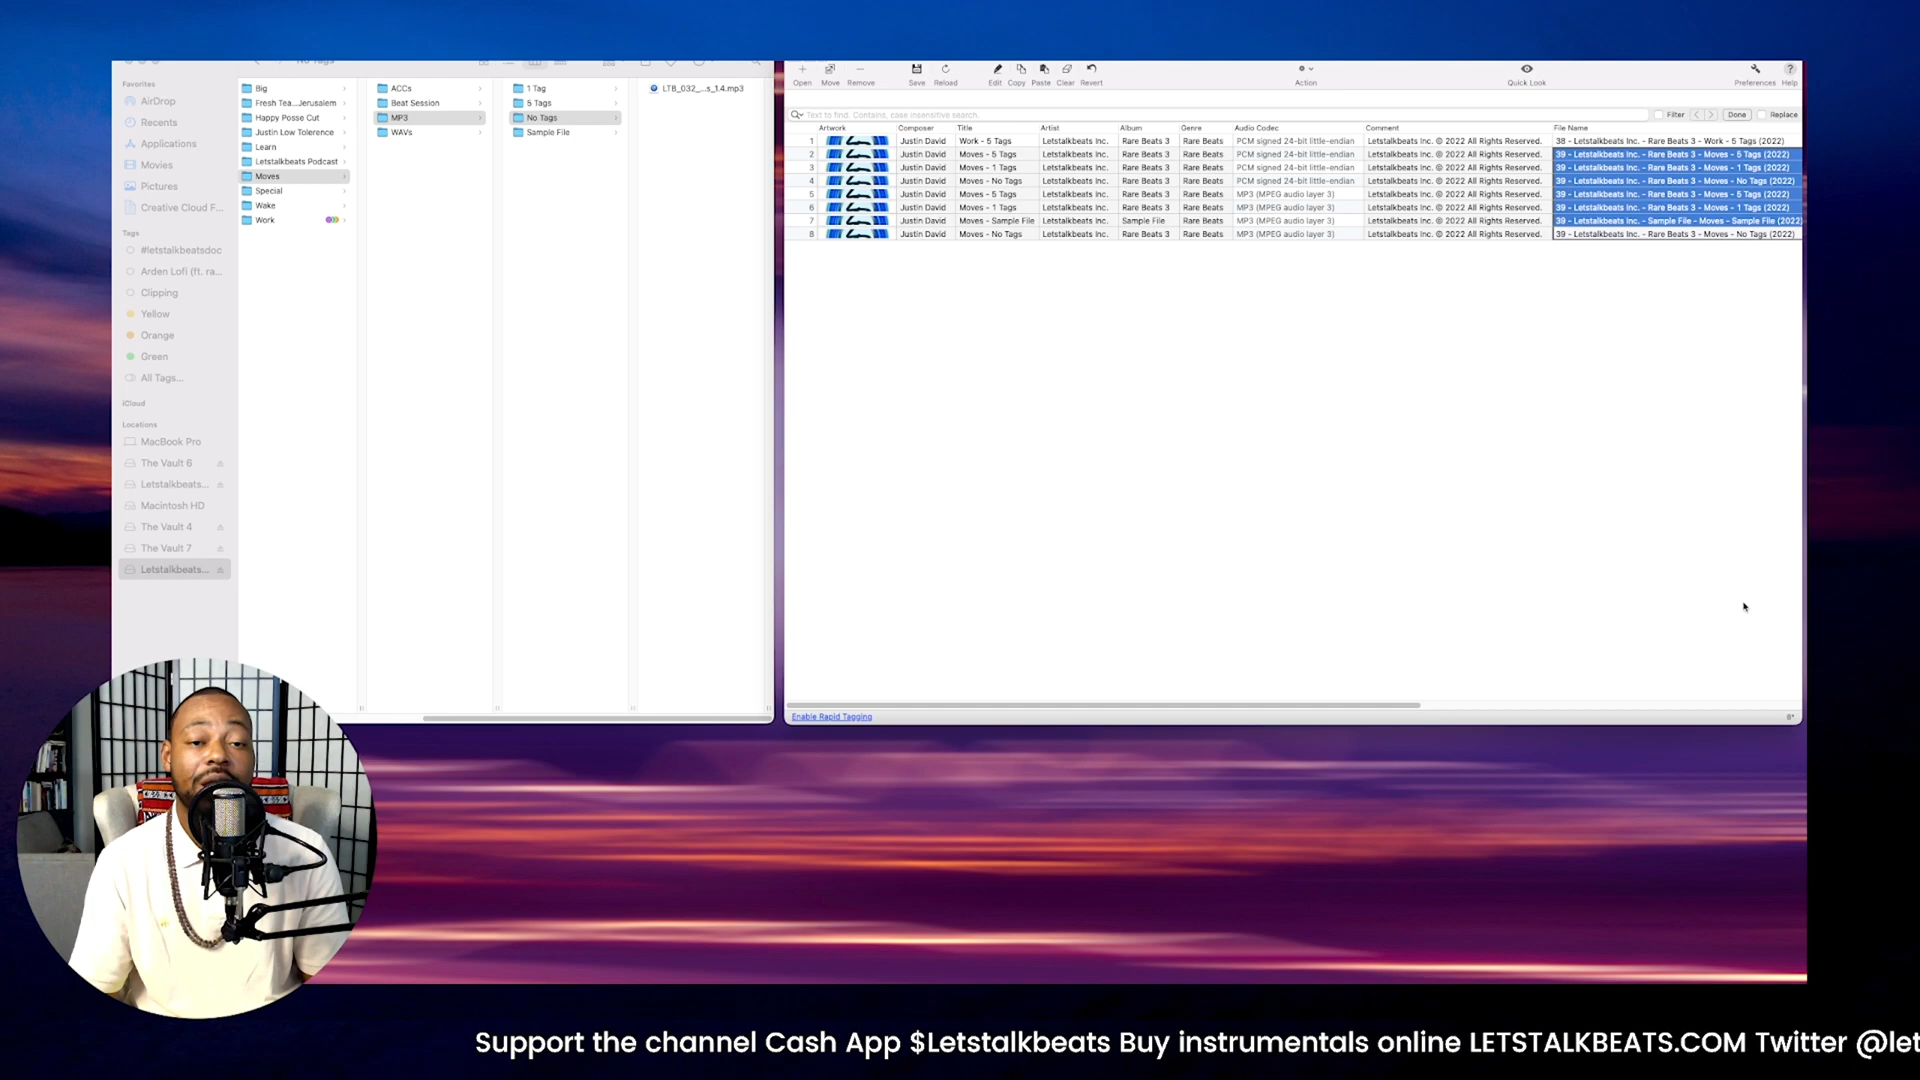 No Tags
Favorites
AirDrop
Recents
Applications
Movies
Pictures
Creative Cloud F...
Tags
#letstalkbeatsdoc
Arden Lofi (ft. ra...
Clipping
Yellow
Orange
Green
All Tags...
iCloud
Locations
MacBook Pro
The Vault 6
Letstalkbeats...
Macintosh HD
The Vault 4
The Vault 7
Letstalkbeats...
Big
Fresh Tea...Jerusalem
Happy Posse Cut
Justin Low Tolerence
Learn
Letstalkbeats Podcast
Moves
Special
Wake
Work
ACCs
Beat Session
MP3
WAVs
1 Tag
5 Tags
No Tags
Sample File
LTB_032_...s_1.4.mp3
Open Move Remove Save Reload Edit Copy Paste Clear Revert Action Quick Look Preferences Help
Text to find. Contains, case insensitive search. Filter Done Replace
Artwork Composer Title Artist Album Genre Audio Codec Comment File Name
1 Justin David Work - 5 Tags Letstalkbeats Inc. Rare Beats 3 Rare Beats PCM signed 24-bit little-endian Letstalkbeats Inc. © 2022 All Rights Reserved. 38 - Letstalkbeats Inc. - Rare Beats 3 - Work - 5 Tags (2022)
2 Justin David Moves - 5 Tags Letstalkbeats Inc. Rare Beats 3 Rare Beats PCM signed 24-bit little-endian Letstalkbeats Inc. © 2022 All Rights Reserved. 39 - Letstalkbeats Inc. - Rare Beats 3 - Moves - 5 Tags (2022)
3 Justin David Moves - 1 Tags Letstalkbeats Inc. Rare Beats 3 Rare Beats PCM signed 24-bit little-endian Letstalkbeats Inc. © 2022 All Rights Reserved. 39 - Letstalkbeats Inc. - Rare Beats 3 - Moves - 1 Tags (2022)
4 Justin David Moves - No Tags Letstalkbeats Inc. Rare Beats 3 Rare Beats PCM signed 24-bit little-endian Letstalkbeats Inc. © 2022 All Rights Reserved. 39 - Letstalkbeats Inc. - Rare Beats 3 - Moves - No Tags (2022)
5 Justin David Moves - 5 Tags Letstalkbeats Inc. Rare Beats 3 Rare Beats MP3 (MPEG audio layer 3) Letstalkbeats Inc. © 2022 All Rights Reserved. 39 - Letstalkbeats Inc. - Rare Beats 3 - Moves - 5 Tags (2022)
6 Justin David Moves - 1 Tags Letstalkbeats Inc. Rare Beats 3 Rare Beats MP3 (MPEG audio layer 3) Letstalkbeats Inc. © 2022 All Rights Reserved. 39 - Letstalkbeats Inc. - Rare Beats 3 - Moves - 1 Tags (2022)
7 Justin David Moves - Sample File Letstalkbeats Inc. Sample File Rare Beats MP3 (MPEG audio layer 3) Letstalkbeats Inc. © 2022 All Rights Reserved. 39 - Letstalkbeats Inc. - Sample File - Moves - Sample File (2022)
8 Justin David Moves - No Tags Letstalkbeats Inc. Rare Beats 3 Rare Beats MP3 (MPEG audio layer 3) Letstalkbeats Inc. © 2022 All Rights Reserved. 39 - Letstalkbeats Inc. - Rare Beats 3 - Moves - No Tags (2022)
Enable Rapid Tagging
Support the channel Cash App $Letstalkbeats Buy instrumentals online LETSTALKBEATS.COM Twitter @let